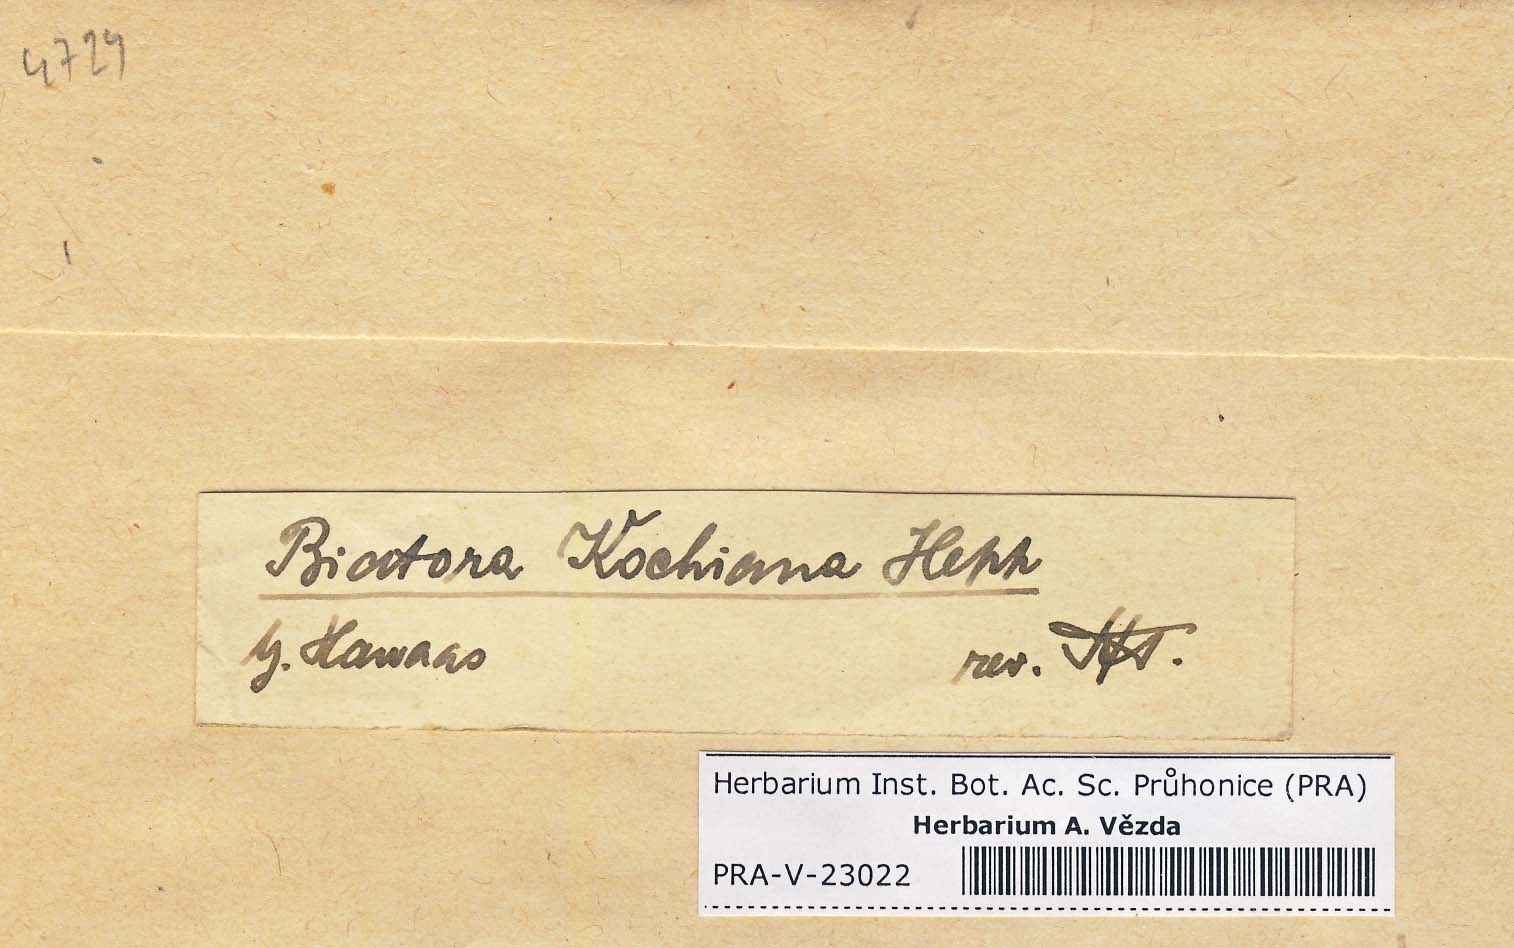 4729
Biatora Kochiana Hepp
Hawaas
rev.
Herbarium Inst. Bot. Ac. Sc. Průhonice (PRA)
Herbarium A. Vězda
PRA-V-23022